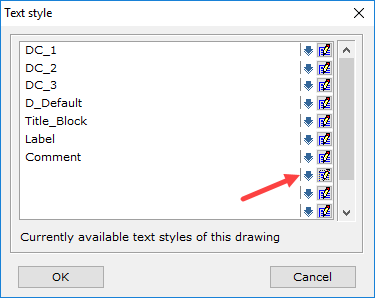 Text style
DC_1
DC_2
DC_3
D_Default
Title_Block
Label
Comment
Currently available text styles of this drawing
OK
Cancel